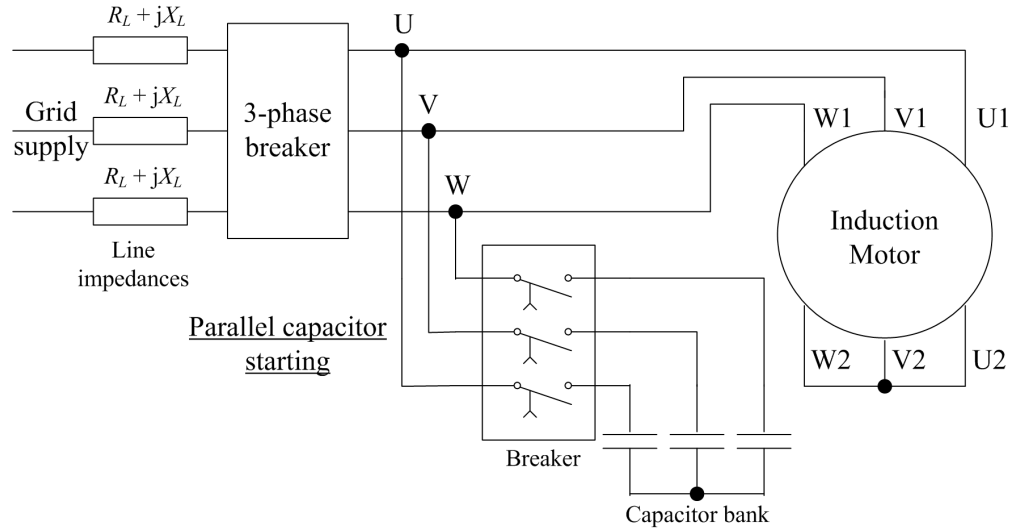 R_L + jX_L
U
R_L + jX_L
V
Grid
supply
3-phase
breaker
W1
V1
U1
R_L + jX_L
W
Line
impedances
Induction
Motor
Parallel capacitor
starting
W2
V2
U2
Breaker
Capacitor bank